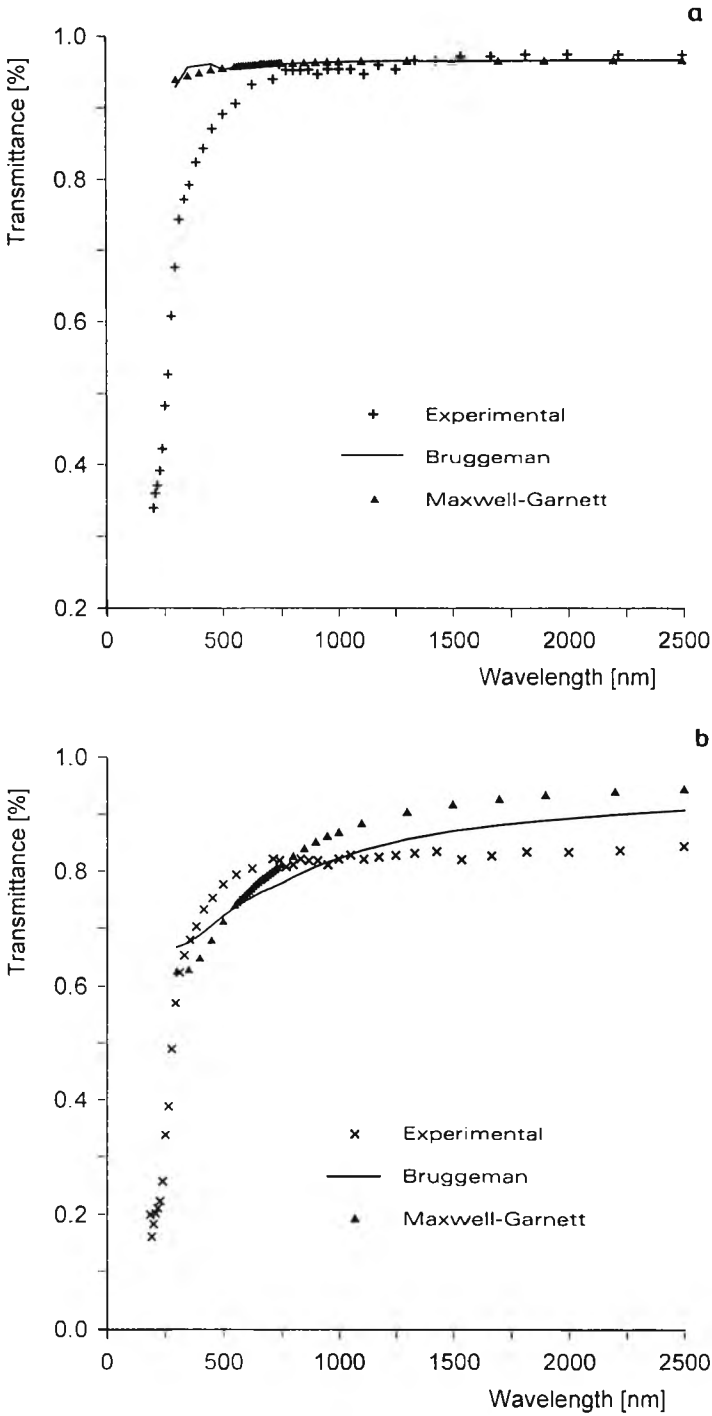 a
1.0
Transmittance [%]
0.8
0.6
+ Experimental
Bruggeman
▲ Maxwell-Garnett
0.4
0.2
0 500 1000 1500 2000 2500
Wavelength [nm]
b
1.0
Transmittance [%]
0.8
0.6
0.4
× Experimental
Bruggeman
▲ Maxwell-Garnett
0.2
0.0
0 500 1000 1500 2000 2500
Wavelength [nm]